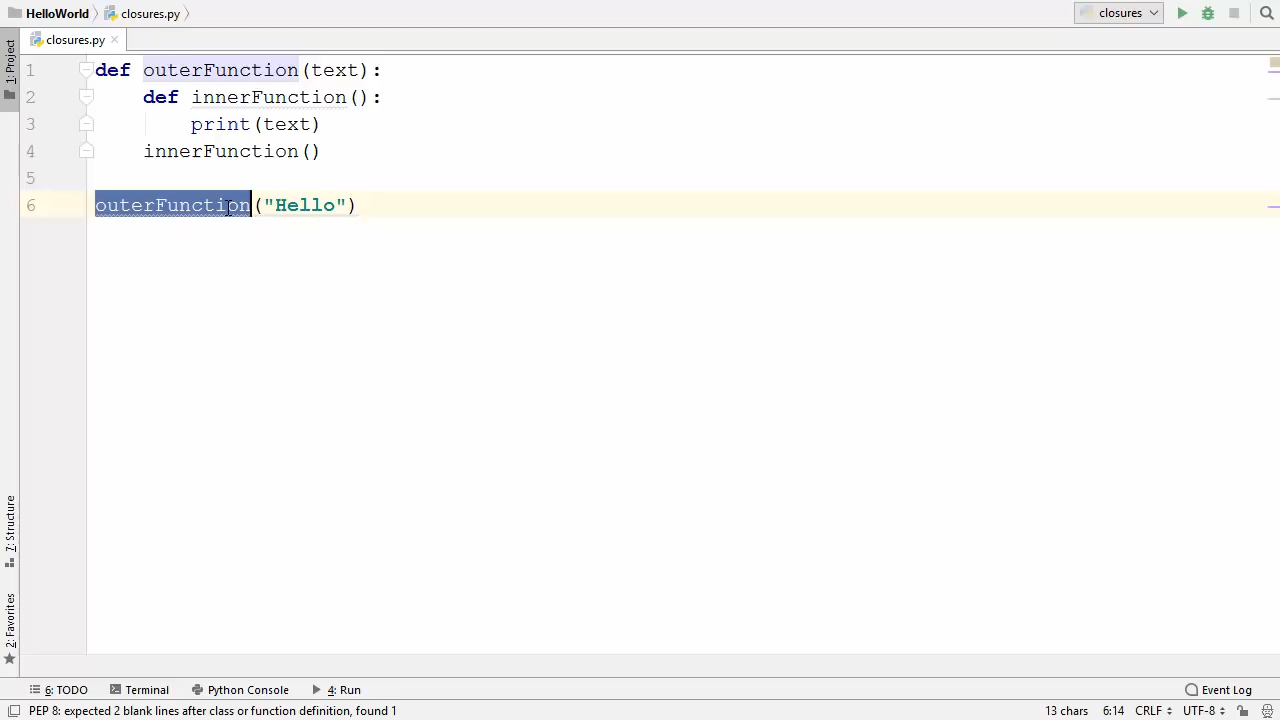 HelloWorld closures.py closures
1: Project
closures.py
1 def outerFunction(text):
2     def innerFunction():
3         print(text)
4     innerFunction()
5
6 outerFunction("Hello")
7: Structure
2: Favorites
6: TODO Terminal Python Console 4: Run Event Log
PEP 8: expected 2 blank lines after class or function definition, found 1 13 chars 6:14 CRLF UTF-8